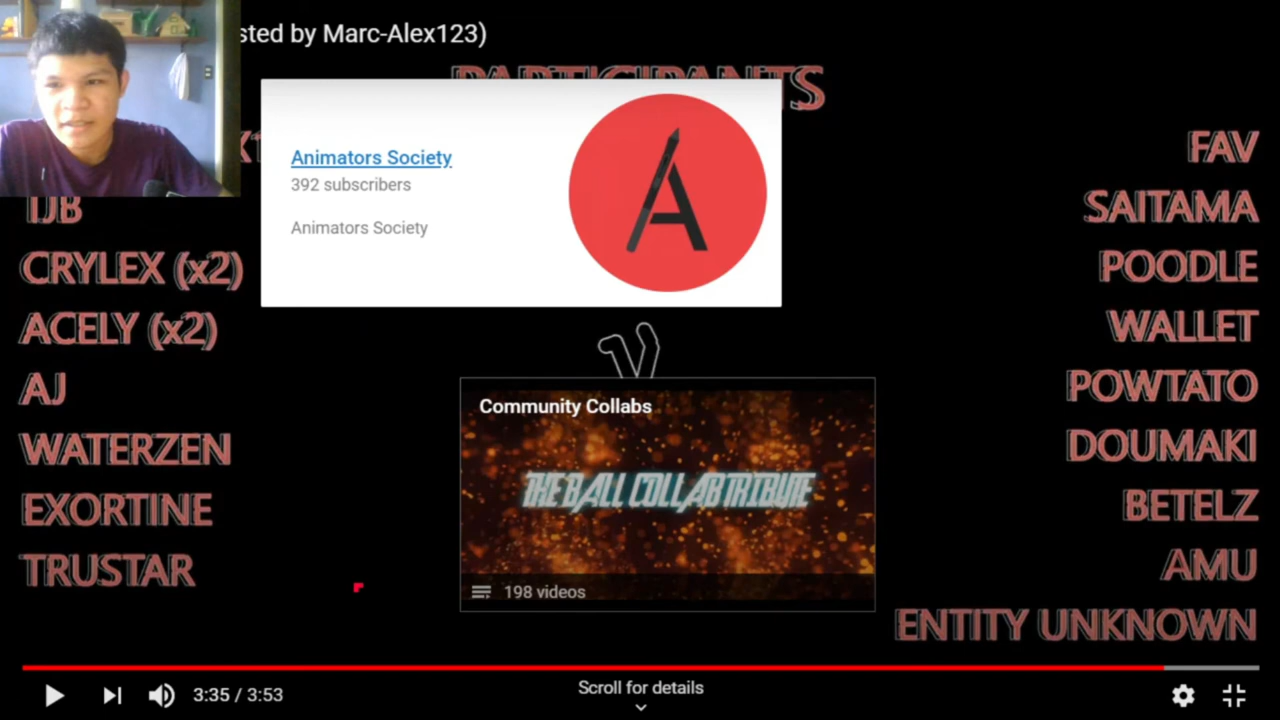 sted by Marc-Alex123)
PARTICIPANTS
Animators Society
392 subscribers
Animators Society
A
IJB
CRYLEX (x2)
ACELY (x2)
AJ
WATERZEN
EXORTINE
TRUSTAR
FAV
SAITAMA
POODLE
WALLET
POWTATO
DOUMAKI
BETELZ
AMU
ENTITY UNKNOWN
Community Collabs
THE BALL COLLAB TRIBUTE
198 videos
3:35 / 3:53
Scroll for details